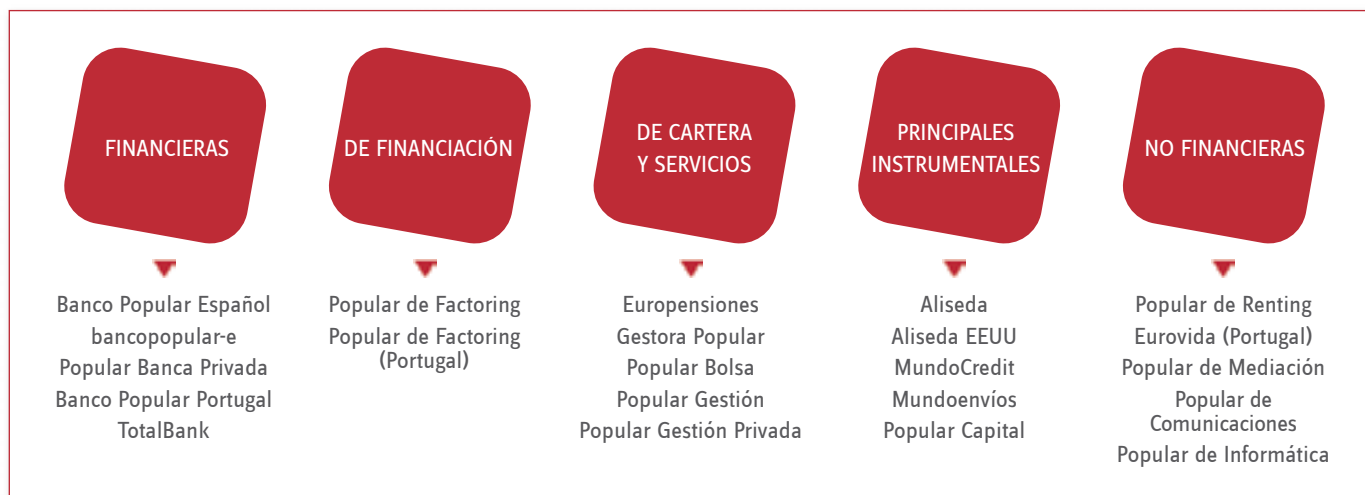 FINANCIERAS
Banco Popular Español
bancopopular-e
Popular Banca Privada
Banco Popular Portugal
TotalBank
DE FINANCIACIÓN
Popular de Factoring
Popular de Factoring
(Portugal)
DE CARTERA
Y SERVICIOS
Europensiones
Gestora Popular
Popular Bolsa
Popular Gestión
Popular Gestión Privada
PRINCIPALES
INSTRUMENTALES
Aliseda
Aliseda EEUU
MundoCredit
Mundoenvíos
Popular Capital
NO FINANCIERAS
Popular de Renting
Eurovida (Portugal)
Popular de Mediación
Popular de
Comunicaciones
Popular de Informática